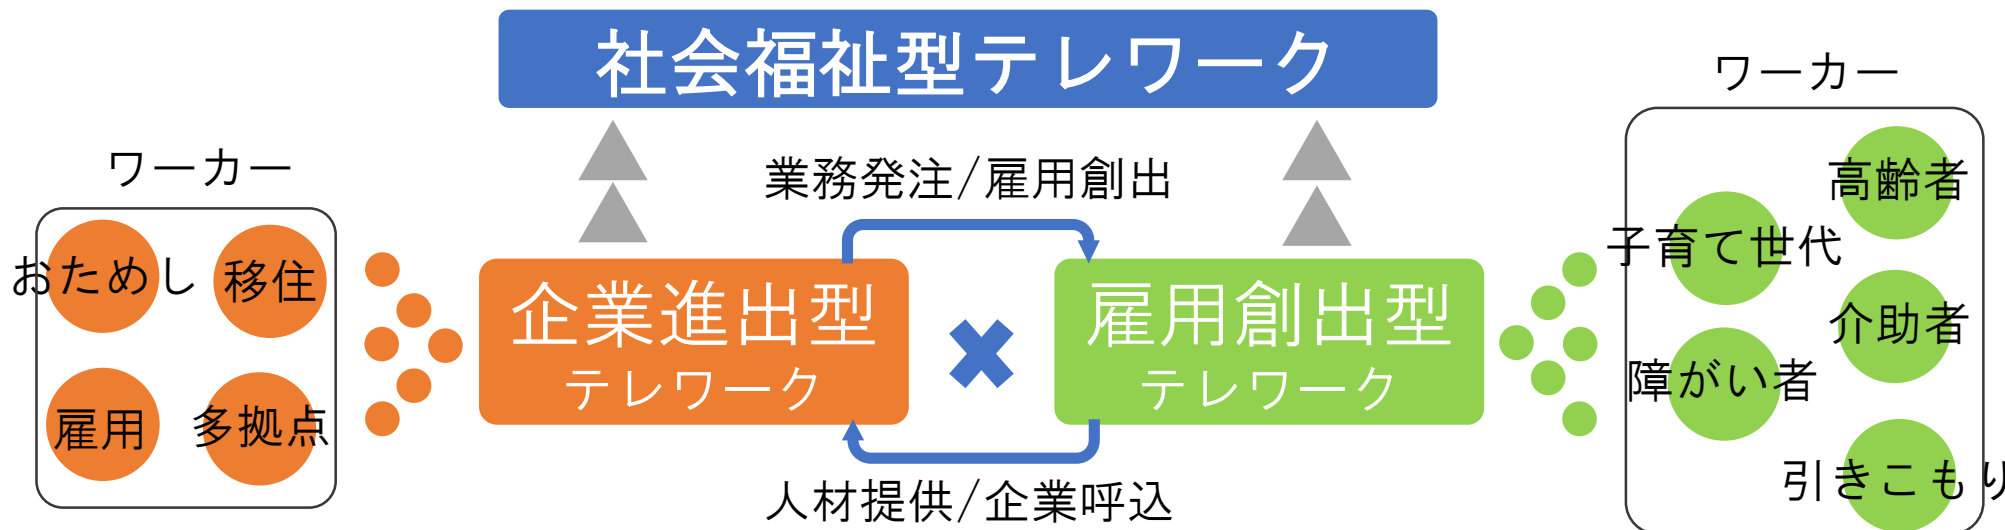 社会福祉型テレワーク
ワーカー
おためし
移住
雇用
多拠点
業務発注/雇用創出
企業進出型
テレワーク
雇用創出型
テレワーク
人材提供/企業呼込
ワーカー
高齢者
子育て世代
介助者
障がい者
引きこもり